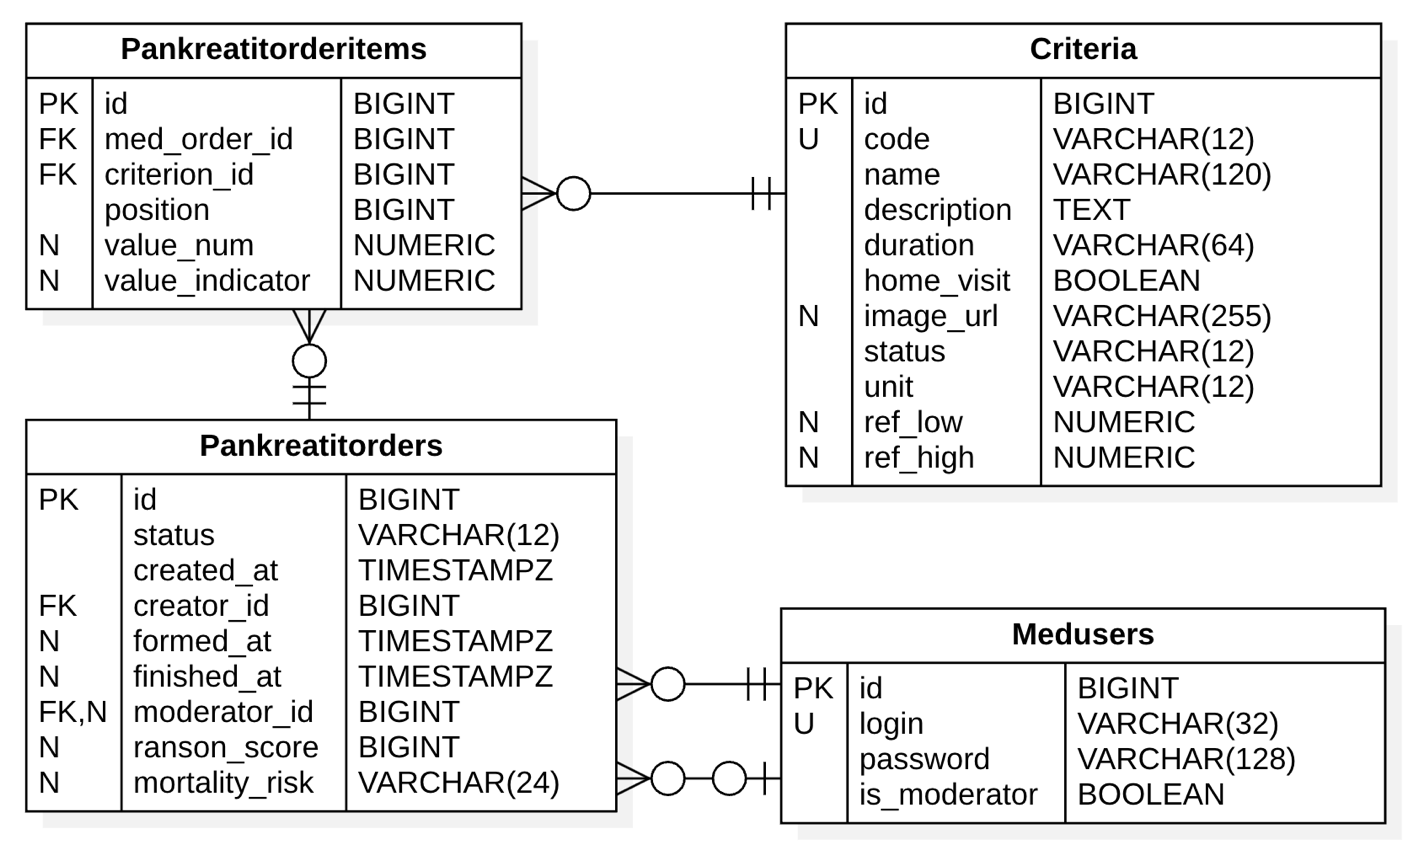 Pankreatitorderitems
PK id BIGINT
FK med_order_id BIGINT
FK criterion_id BIGINT
position BIGINT
N value_num NUMERIC
N value_indicator NUMERIC
Criteria
PK id BIGINT
U code VARCHAR(12)
name VARCHAR(120)
description TEXT
duration VARCHAR(64)
home_visit BOOLEAN
N image_url VARCHAR(255)
status VARCHAR(12)
unit VARCHAR(12)
N ref_low NUMERIC
N ref_high NUMERIC
Pankreatitorders
PK id BIGINT
status VARCHAR(12)
created_at TIMESTAMPZ
FK creator_id BIGINT
N formed_at TIMESTAMPZ
N finished_at TIMESTAMPZ
FK,N moderator_id BIGINT
N ranson_score BIGINT
N mortality_risk VARCHAR(24)
Medusers
PK id BIGINT
U login VARCHAR(32)
password VARCHAR(128)
is_moderator BOOLEAN